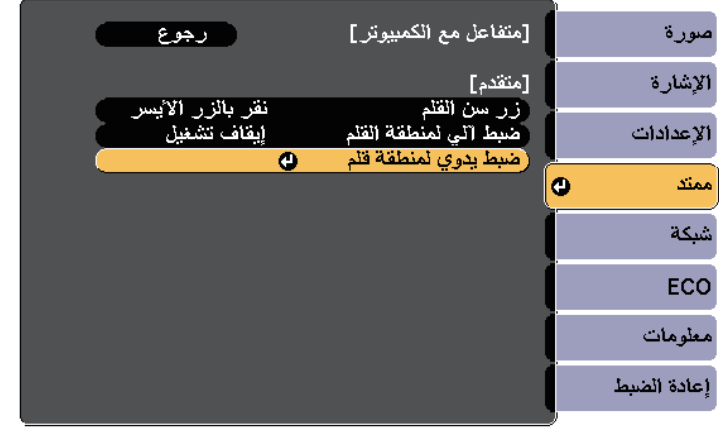 صورة
الإشارة
الإعدادات
ممتد
شبكة
ECO
معلومات
إعادة الضبط
[متفاعل مع الكمبيوتر] رجوع
[متقدم]
زر سن القلم نقر بالزر الأيسر
ضبط آلي لمنطقة القلم إيقاف تشغيل
ضبط يدوي لمنطقة قلم